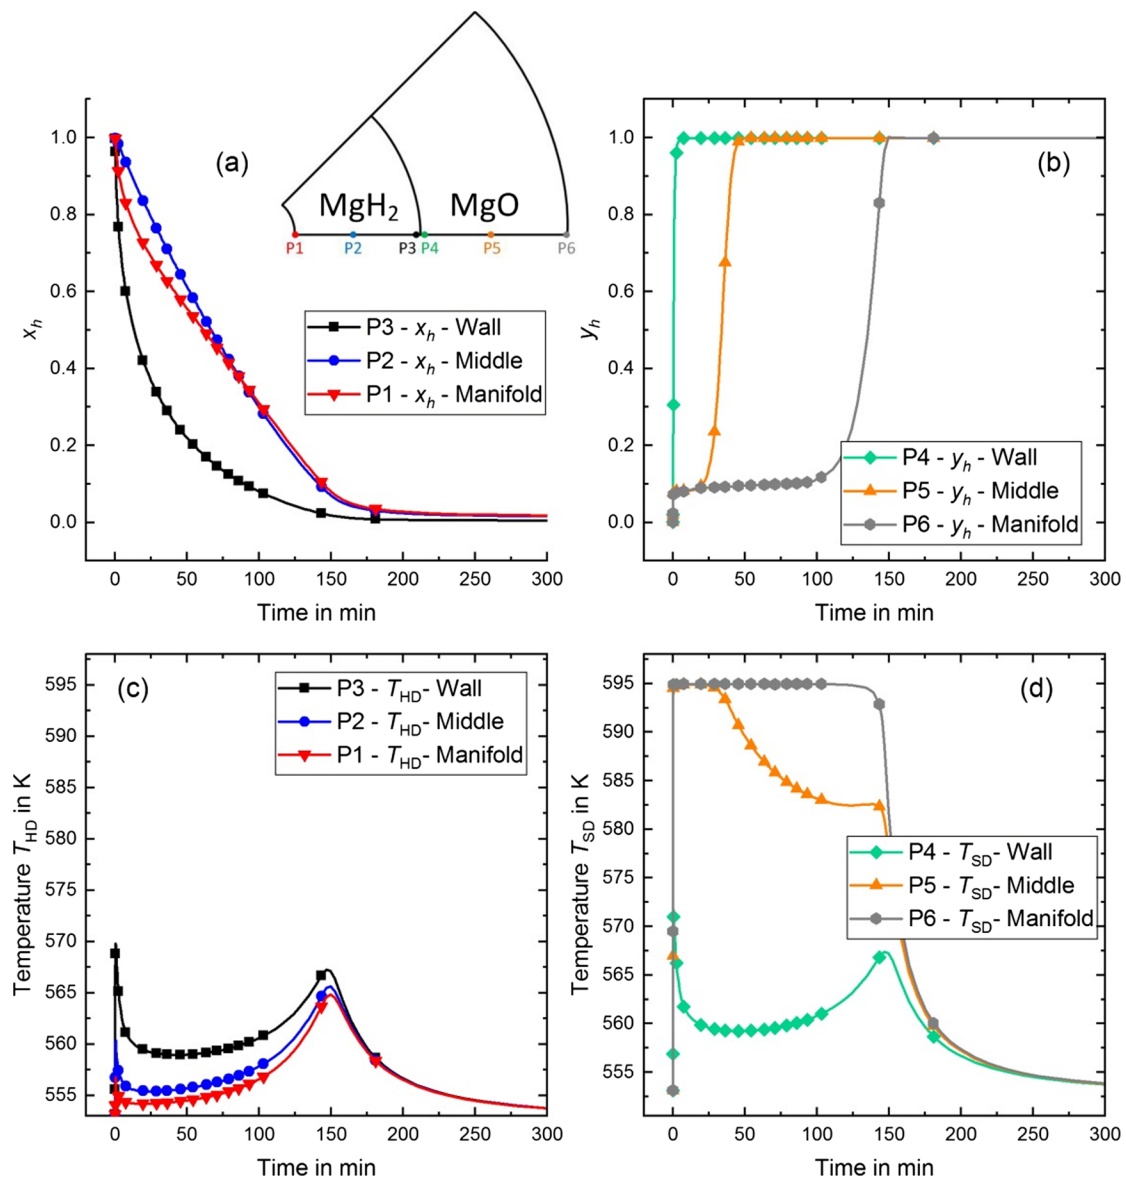 (a)
1.0
0.8
0.6
0.4
0.2
0.0
x_h
MgH₂
MgO
P1
P2
P3
P4
P5
P6
P3 - x_h - Wall
P2 - x_h - Middle
P1 - x_h - Manifold
0 50 100 150 200 250 300
Time in min
(b)
1.0
0.8
0.6
0.4
0.2
0.0
y_h
P4 - y_h - Wall
P5 - y_h - Middle
P6 - y_h - Manifold
0 50 100 150 200 250 300
Time in min
(c)
595
590
585
580
575
570
565
560
555
Temperature T_HD in K
P3 - T_HD- Wall
P2 - T_HD- Middle
P1 - T_HD- Manifold
0 50 100 150 200 250 300
Time in min
(d)
595
590
585
580
575
570
565
560
555
Temperature T_SD in K
P4 - T_SD- Wall
P5 - T_SD- Middle
P6 - T_SD- Manifold
0 50 100 150 200 250 300
Time in min